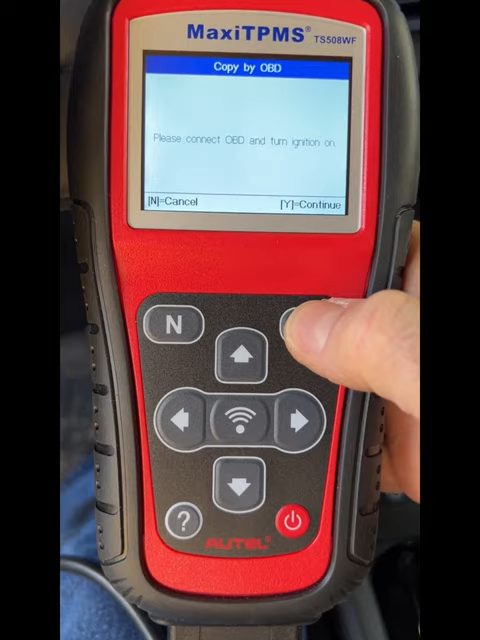 MaxiTPMS® TS508WF
Copy by OBD
Please connect OBD and turn ignition on.
[N]=Cancel [Y]=Continue
N
?
AUTEL®